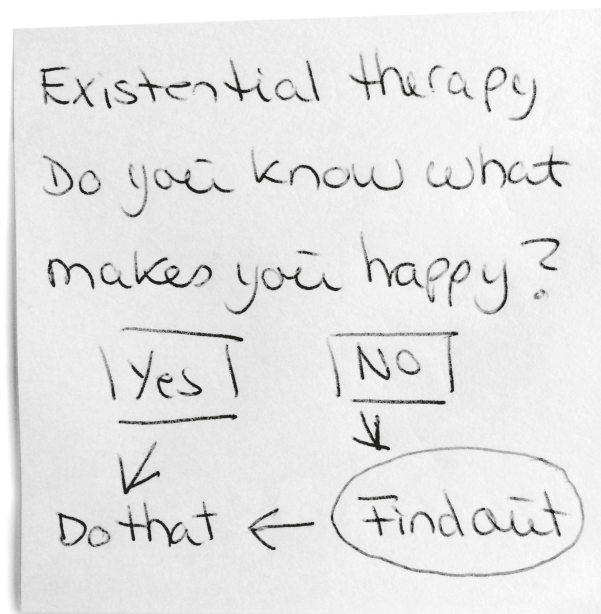 Existential therapy
Do you know what
makes you happy?
Yes
NO
Do that
Find out